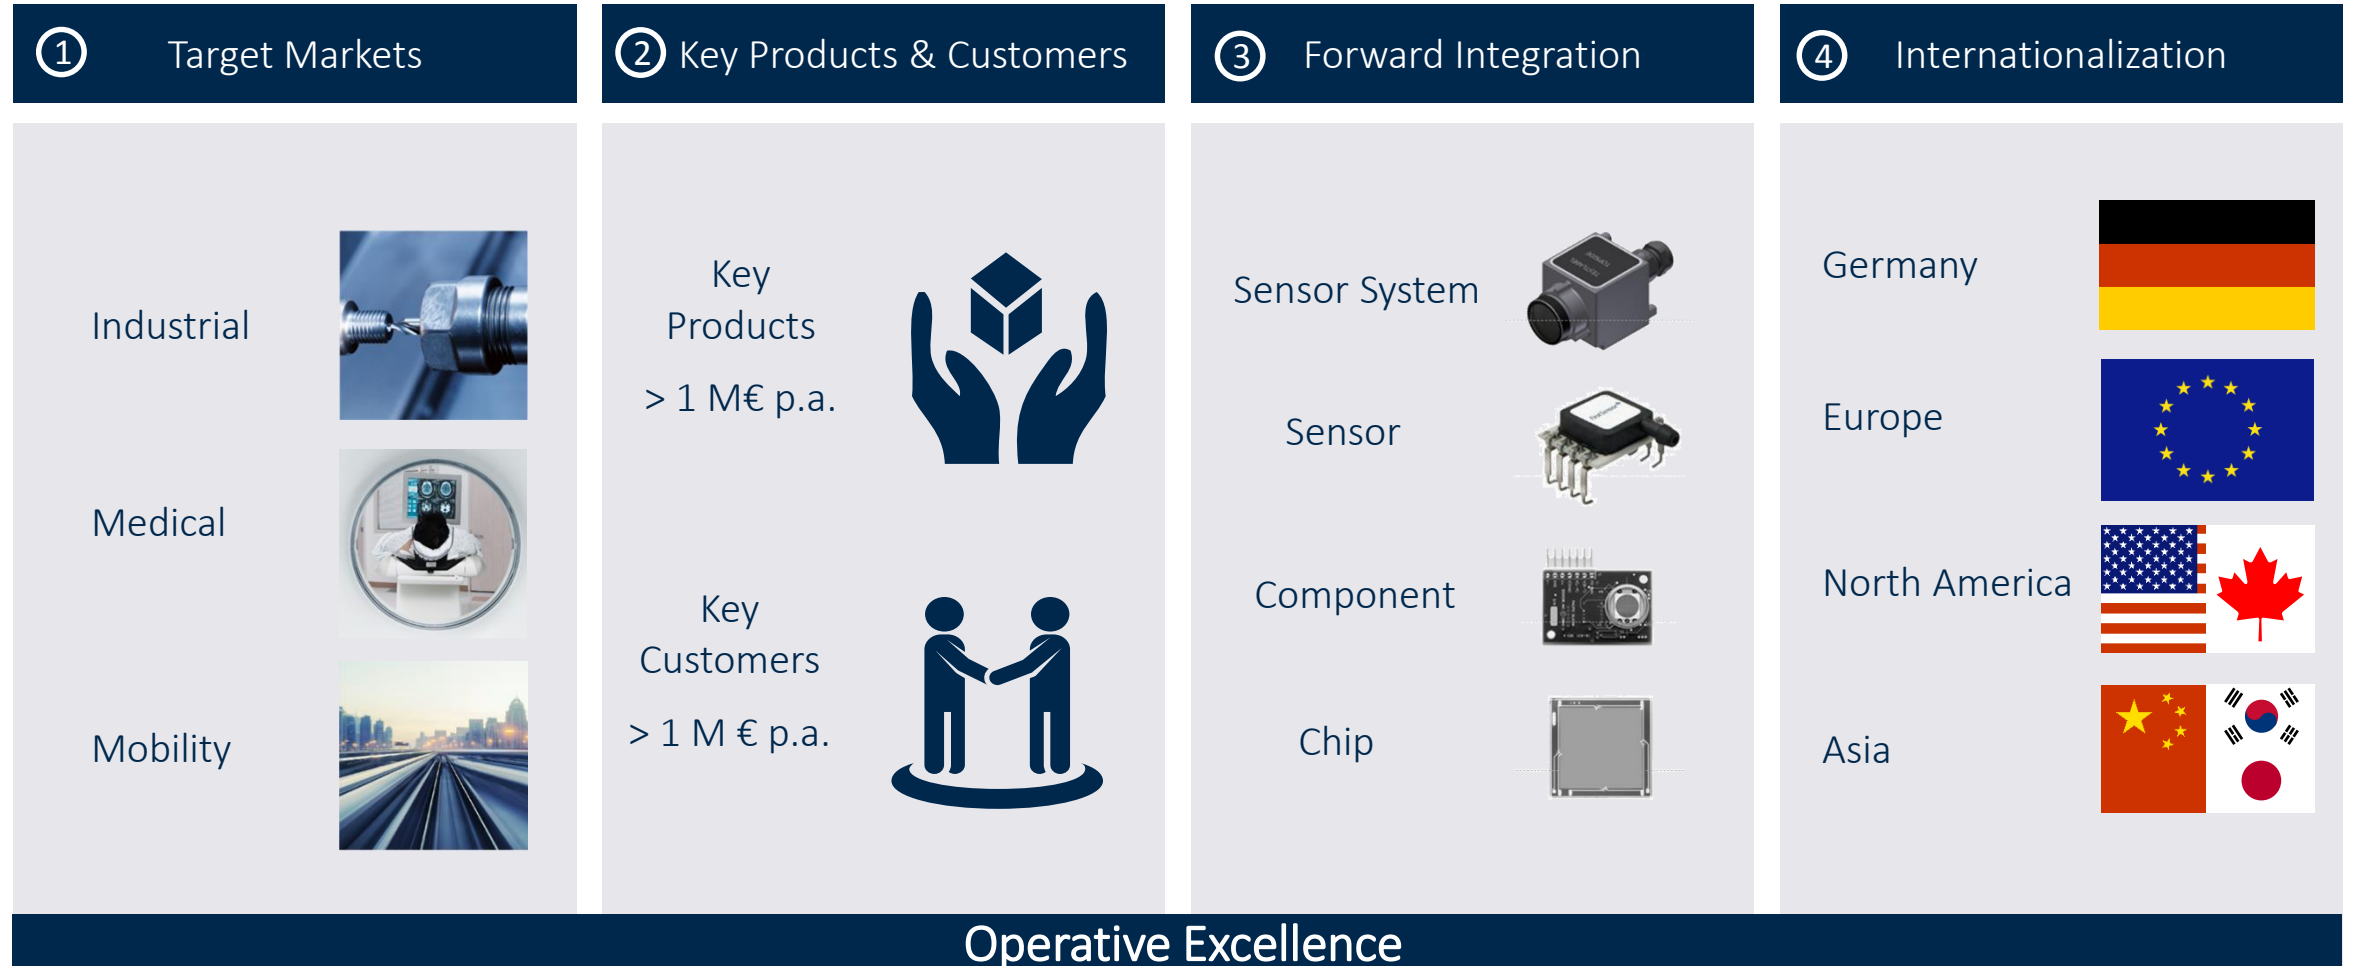 1 Target Markets
Industrial
Medical
Mobility
2 Key Products & Customers
Key
Products
> 1 M€ p.a.
Key
Customers
> 1 M € p.a.
3 Forward Integration
Sensor System
Sensor
Component
Chip
4 Internationalization
Germany
Europe
North America
Asia
Operative Excellence